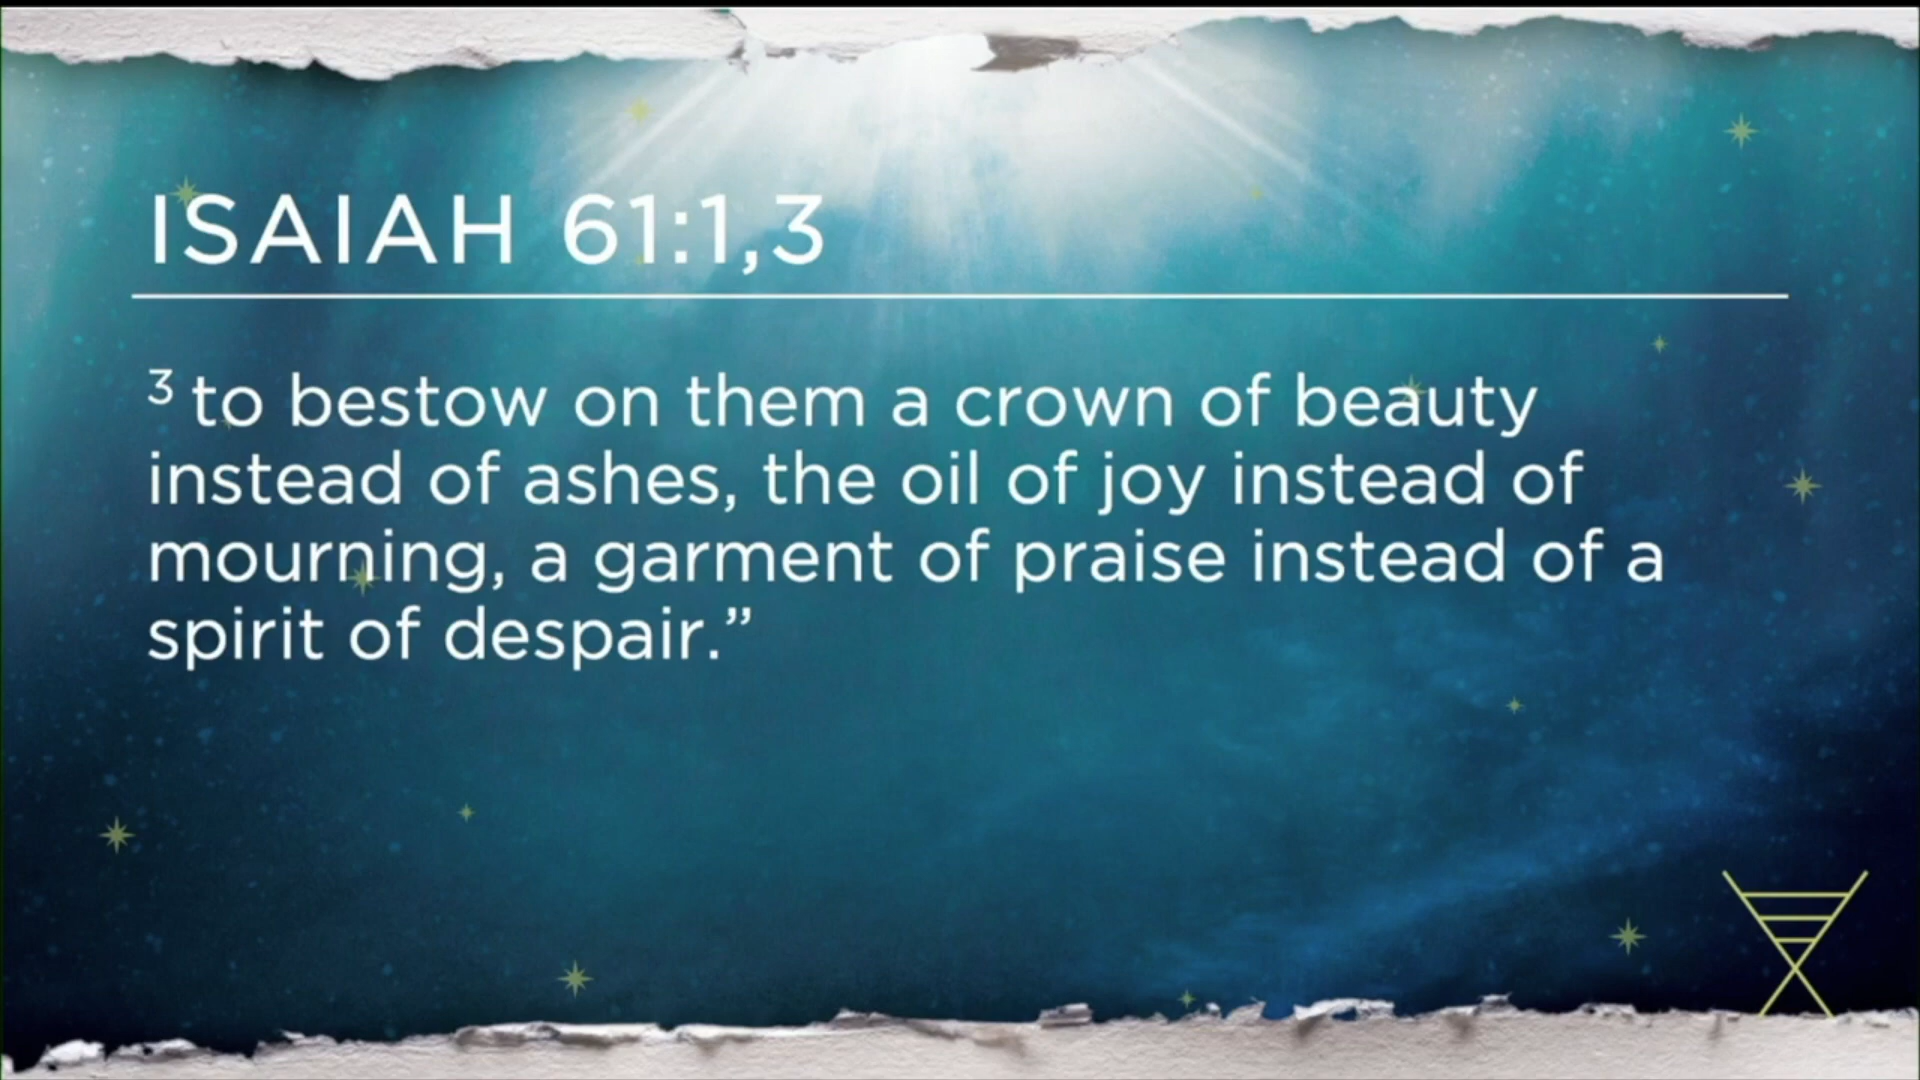 ISAIAH 61:1,3
³ to bestow on them a crown of beauty
instead of ashes, the oil of joy instead of
mourning, a garment of praise instead of a
spirit of despair.”